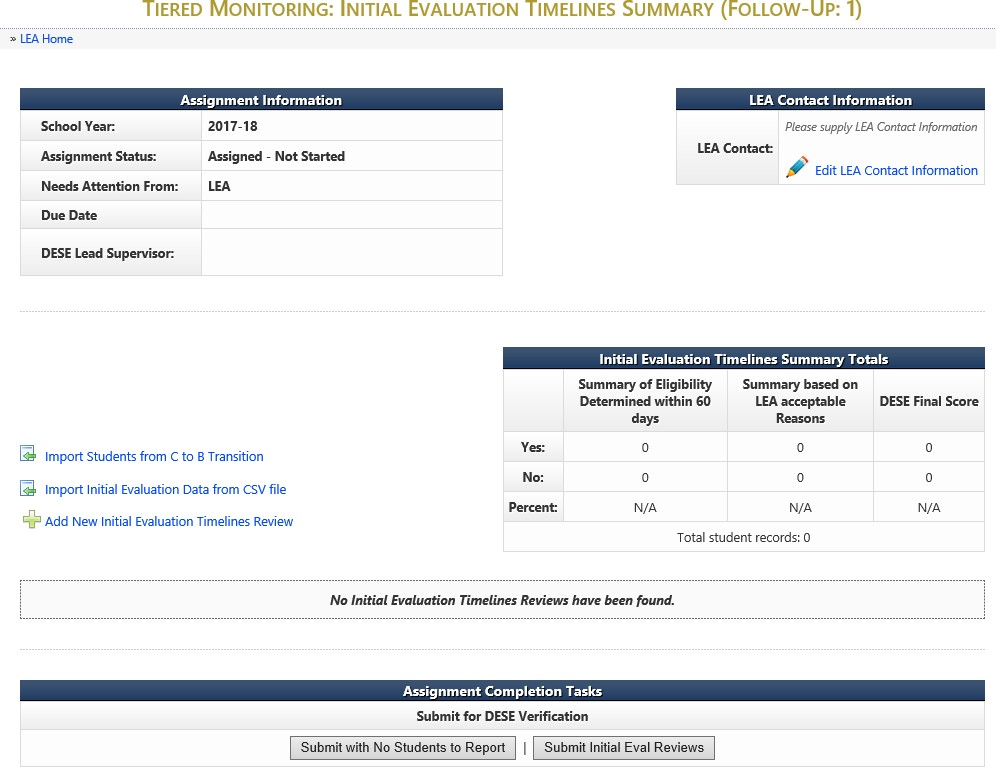 TIERED MONITORING: INITIAL EVALUATION TIMELINES SUMMARY (FOLLOW-UP: 1)
» LEA Home
Assignment Information
School Year: 2017-18
Assignment Status: Assigned - Not Started
Needs Attention From: LEA
Due Date
DESE Lead Supervisor:
LEA Contact Information
Please supply LEA Contact Information
LEA Contact:
Edit LEA Contact Information
Import Students from C to B Transition
Import Initial Evaluation Data from CSV file
Add New Initial Evaluation Timelines Review
Initial Evaluation Timelines Summary Totals
Summary of Eligibility Determined within 60 days
Summary based on LEA acceptable Reasons
DESE Final Score
Yes: 0 0 0
No: 0 0 0
Percent: N/A N/A N/A
Total student records: 0
No Initial Evaluation Timelines Reviews have been found.
Assignment Completion Tasks
Submit for DESE Verification
Submit with No Students to Report | Submit Initial Eval Reviews